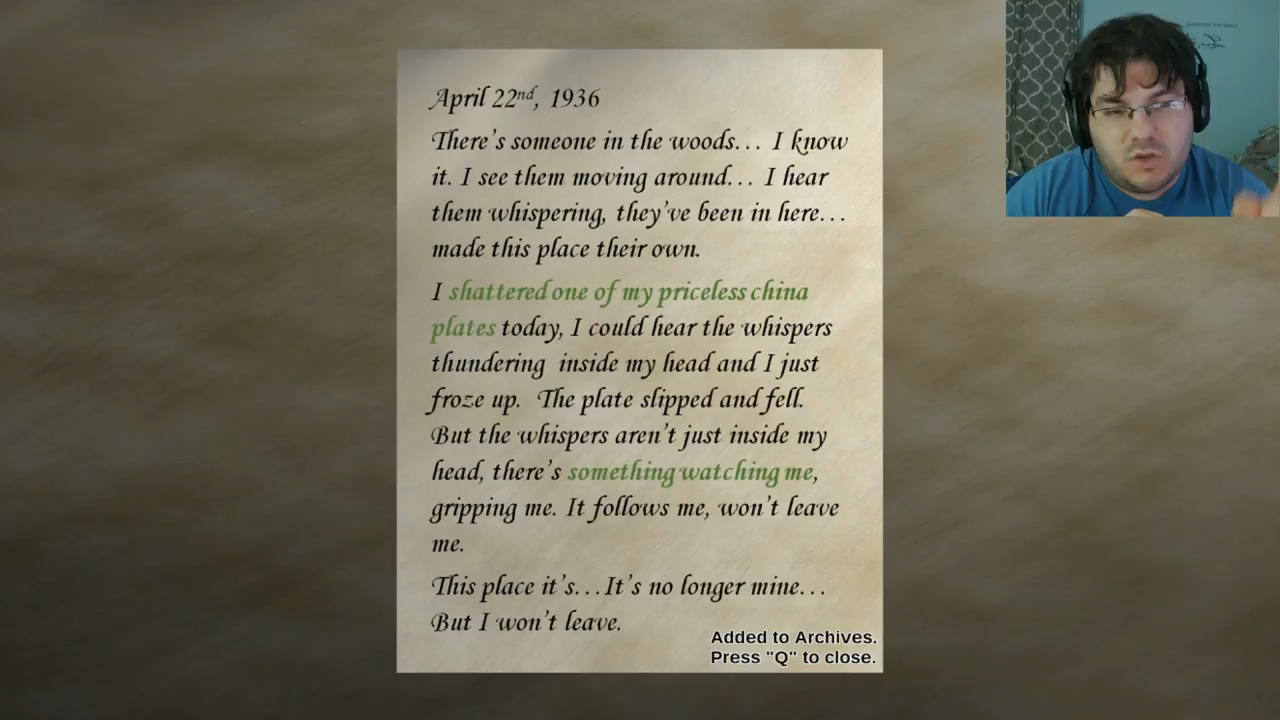 April 22nd, 1936
There's someone in the woods... I know
it. I see them moving around... I hear
them whispering, they've been in here...
made this place their own.
I shattered one of my priceless china
plates today, I could hear the whispers
thundering inside my head and I just
froze up. The plate slipped and fell.
But the whispers aren't just inside my
head, there's something watching me,
gripping me. It follows me, won't leave
me.
This place it's...It's no longer mine...
But I won't leave.
Added to Archives.
Press "Q" to close.